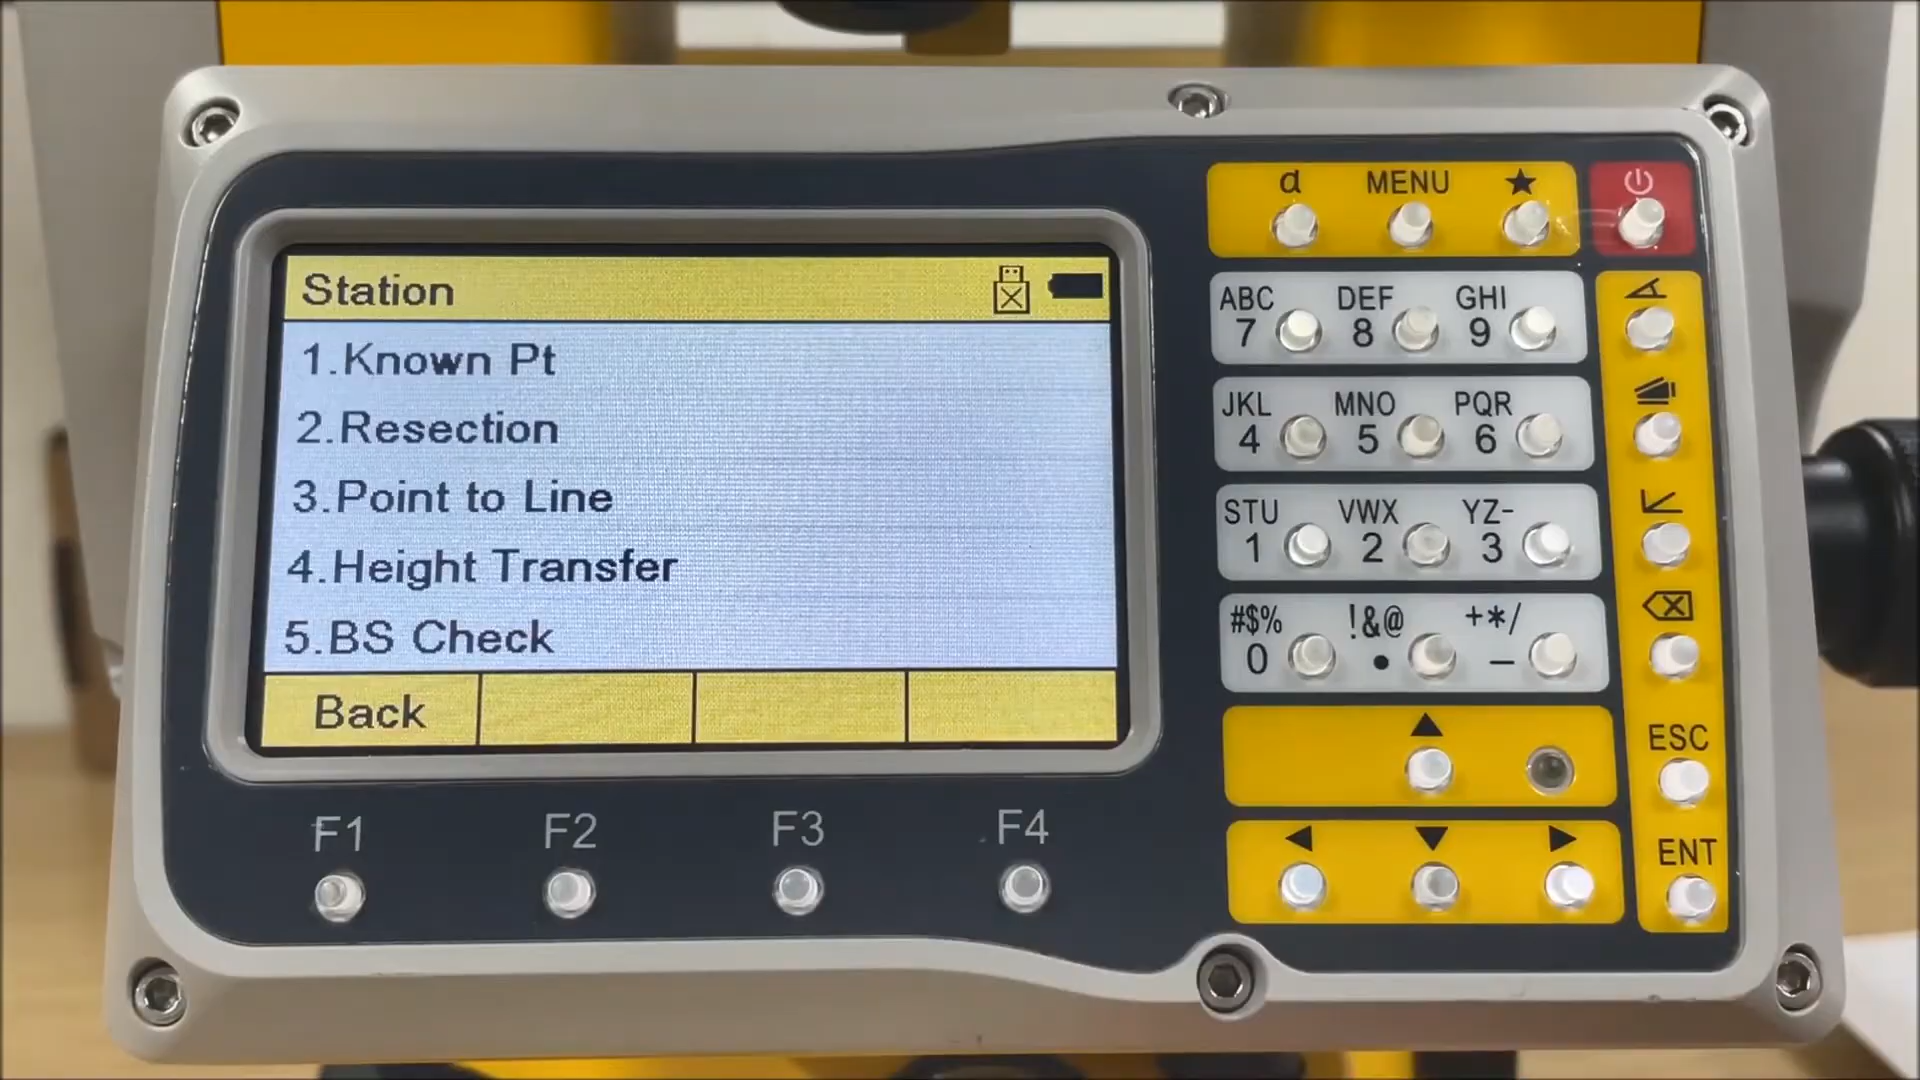 Station
1.Known Pt
2.Resection
3.Point to Line
4.Height Transfer
5.BS Check
Back
F1 F2 F3 F4
α MENU ★
ABC DEF GHI
7 8 9
JKL MNO PQR
4 5 6
STU VWX YZ-
1 2 3
#$% !&@ +*/
0 • –
ESC
ENT